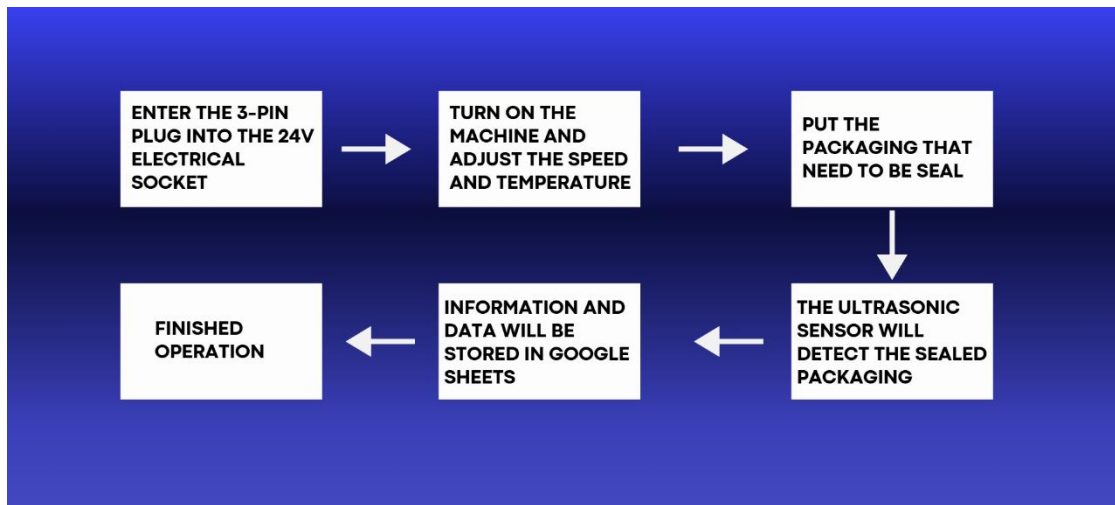 ENTER THE 3-PIN
PLUG INTO THE 24V
ELECTRICAL
SOCKET
TURN ON THE
MACHINE AND
ADJUST THE SPEED
AND TEMPERATURE
PUT THE
PACKAGING THAT
NEED TO BE SEAL
THE ULTRASONIC
SENSOR WILL
DETECT THE SEALED
PACKAGING
INFORMATION AND
DATA WILL BE
STORED IN GOOGLE
SHEETS
FINISHED
OPERATION